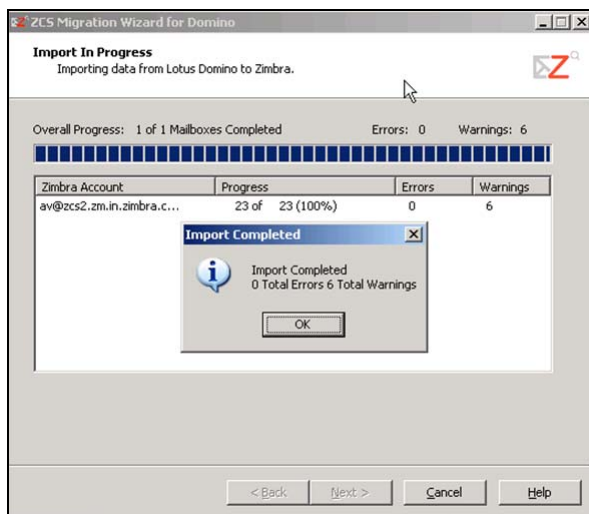 ZCS Migration Wizard for Domino
Import In Progress
Importing data from Lotus Domino to Zimbra.
Overall Progress: 1 of 1 Mailboxes Completed Errors: 0 Warnings: 6
Zimbra Account Progress Errors Warnings
av@zcs2.zm.in.zimbra.c... 23 of 23 (100%) 0 6
Import Completed
Import Completed
0 Total Errors 6 Total Warnings
OK
< Back Next > Cancel Help